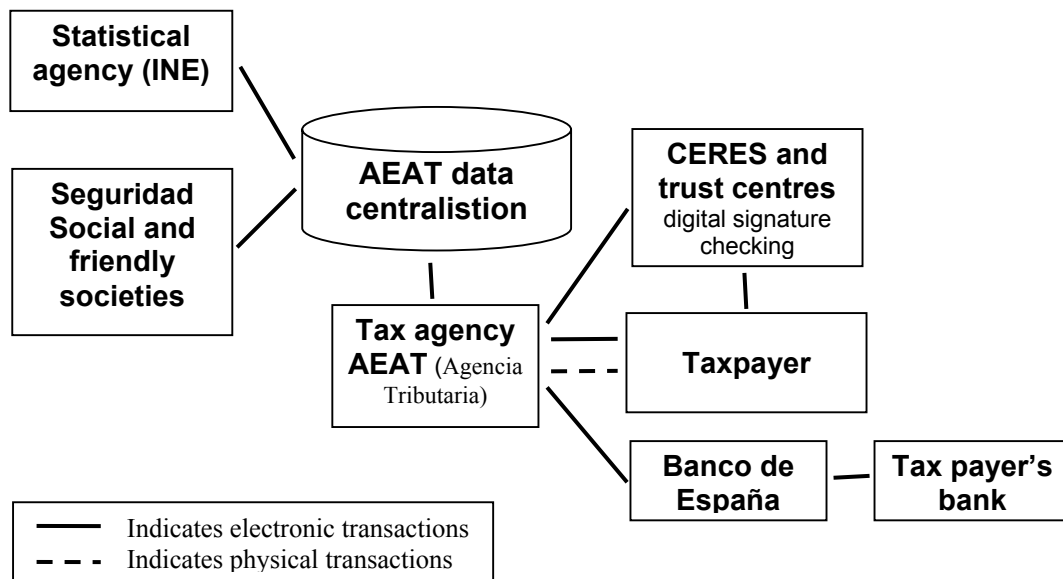 Statistical
agency (INE)
Seguridad
Social and
friendly
societies
AEAT data
centralistion
CERES and
trust centres
digital signature
checking
Tax agency
AEAT (Agencia
Tributaria)
Taxpayer
Banco de
España
Tax payer's
bank
Indicates electronic transactions
Indicates physical transactions